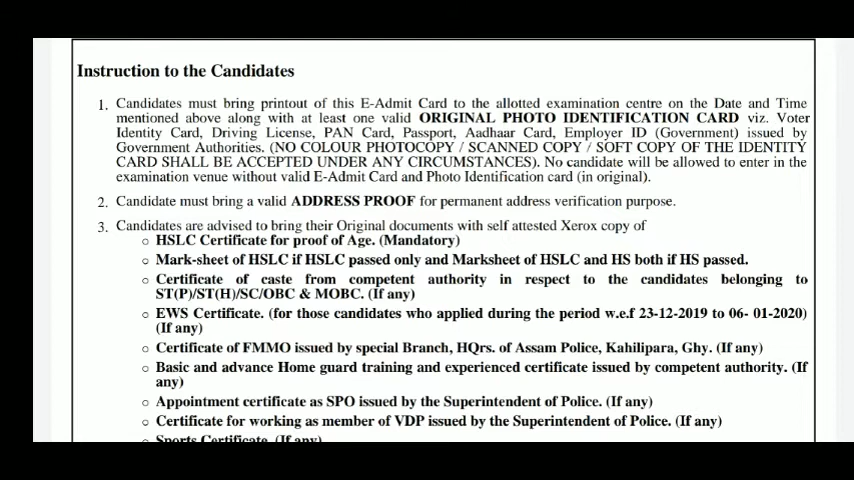 Instruction to the Candidates
1. Candidates must bring printout of this E-Admit Card to the allotted examination centre on the Date and Time
mentioned above along with at least one valid ORIGINAL PHOTO IDENTIFICATION CARD viz. Voter
Identity Card, Driving License, PAN Card, Passport, Aadhaar Card, Employer ID (Government) issued by
Government Authorities. (NO COLOUR PHOTOCOPY / SCANNED COPY / SOFT COPY OF THE IDENTITY
CARD SHALL BE ACCEPTED UNDER ANY CIRCUMSTANCES). No candidate will be allowed to enter in the
examination venue without valid E-Admit Card and Photo Identification card (in original).
2. Candidate must bring a valid ADDRESS PROOF for permanent address verification purpose.
3. Candidates are advised to bring their Original documents with self attested Xerox copy of
○ HSLC Certificate for proof of Age. (Mandatory)
○ Mark-sheet of HSLC if HSLC passed only and Marksheet of HSLC and HS both if HS passed.
○ Certificate of caste from competent authority in respect to the candidates belonging to
ST(P)/ST(H)/SC/OBC & MOBC. (If any)
○ EWS Certificate. (for those candidates who applied during the period w.e.f 23-12-2019 to 06- 01-2020)
(If any)
○ Certificate of FMMO issued by special Branch, HQrs. of Assam Police, Kahilipara, Ghy. (If any)
○ Basic and advance Home guard training and experienced certificate issued by competent authority. (If
any)
○ Appointment certificate as SPO issued by the Superintendent of Police. (If any)
○ Certificate for working as member of VDP issued by the Superintendent of Police. (If any)
○ Sports Certificate. (If any)